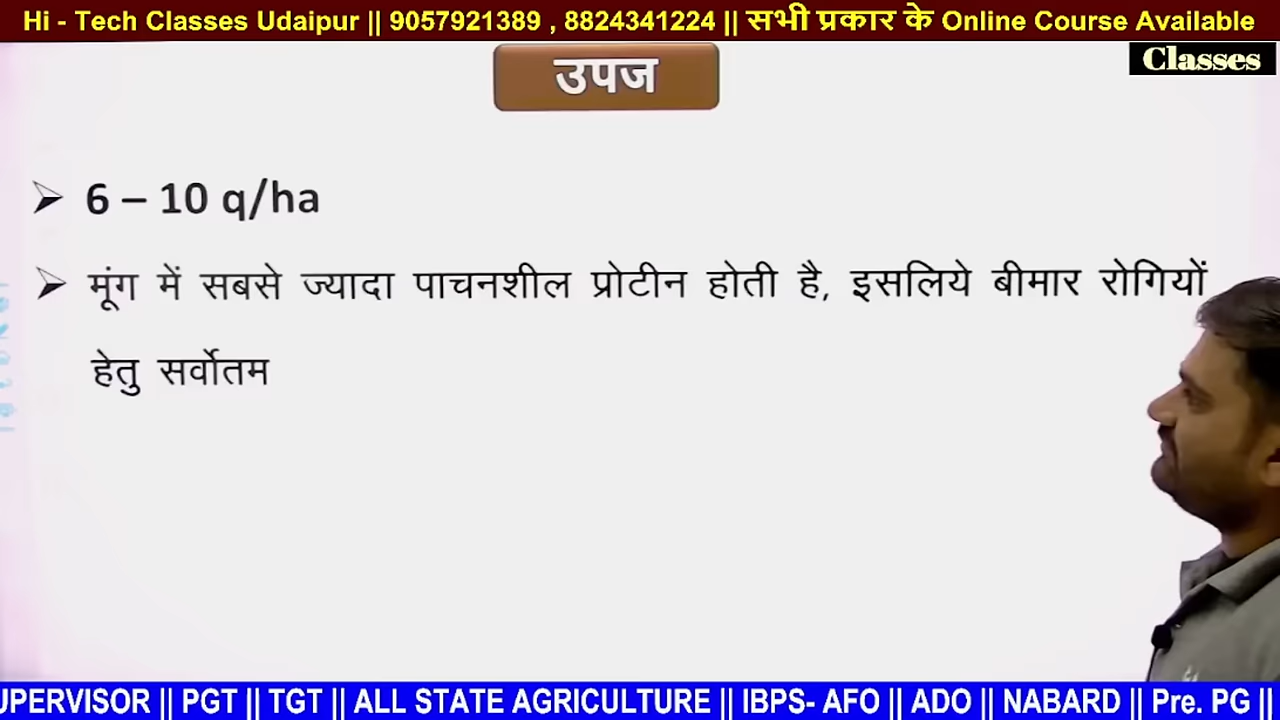 Hi - Tech Classes Udaipur || 9057921389 , 8824341224 || सभी प्रकार के Online Course Available
Classes
उपज
➢ 6 – 10 q/ha
➢ मूंग में सबसे ज्यादा पाचनशील प्रोटीन होती है, इसलिये बीमार रोगियों
हेतु सर्वोतम
UPERVISOR || PGT || TGT || ALL STATE AGRICULTURE || IBPS- AFO || ADO || NABARD || Pre. PG ||